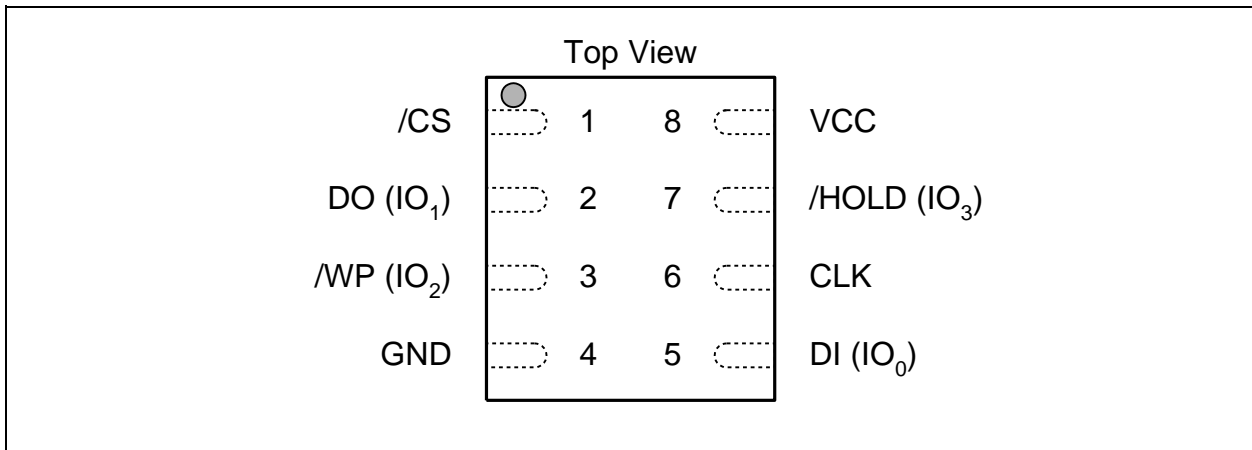 Top View
/CS 1 8 VCC
DO (IO₁) 2 7 /HOLD (IO₃)
/WP (IO₂) 3 6 CLK
GND 4 5 DI (IO₀)